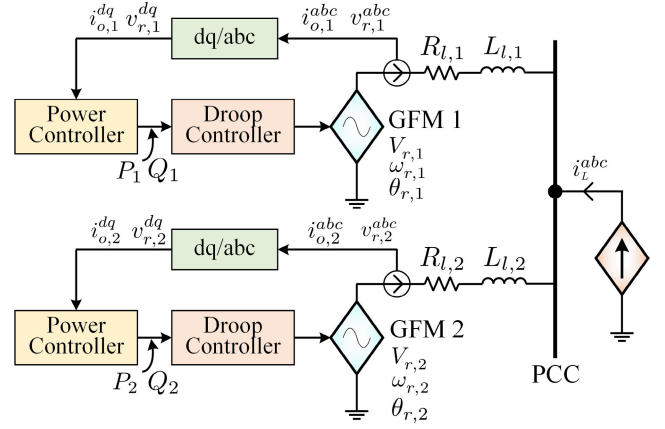 i_{o,1}^{dq} v_{r,1}^{dq}
dq/abc
i_{o,1}^{abc} v_{r,1}^{abc}
R_{l,1} L_{l,1}
Power
Controller
Droop
Controller
GFM 1
V_{r,1}
ω_{r,1}
θ_{r,1}
P_1 Q_1
i_L^{abc}
i_{o,2}^{dq} v_{r,2}^{dq}
dq/abc
i_{o,2}^{abc} v_{r,2}^{abc}
R_{l,2} L_{l,2}
Power
Controller
Droop
Controller
GFM 2
V_{r,2}
ω_{r,2}
θ_{r,2}
P_2 Q_2
PCC